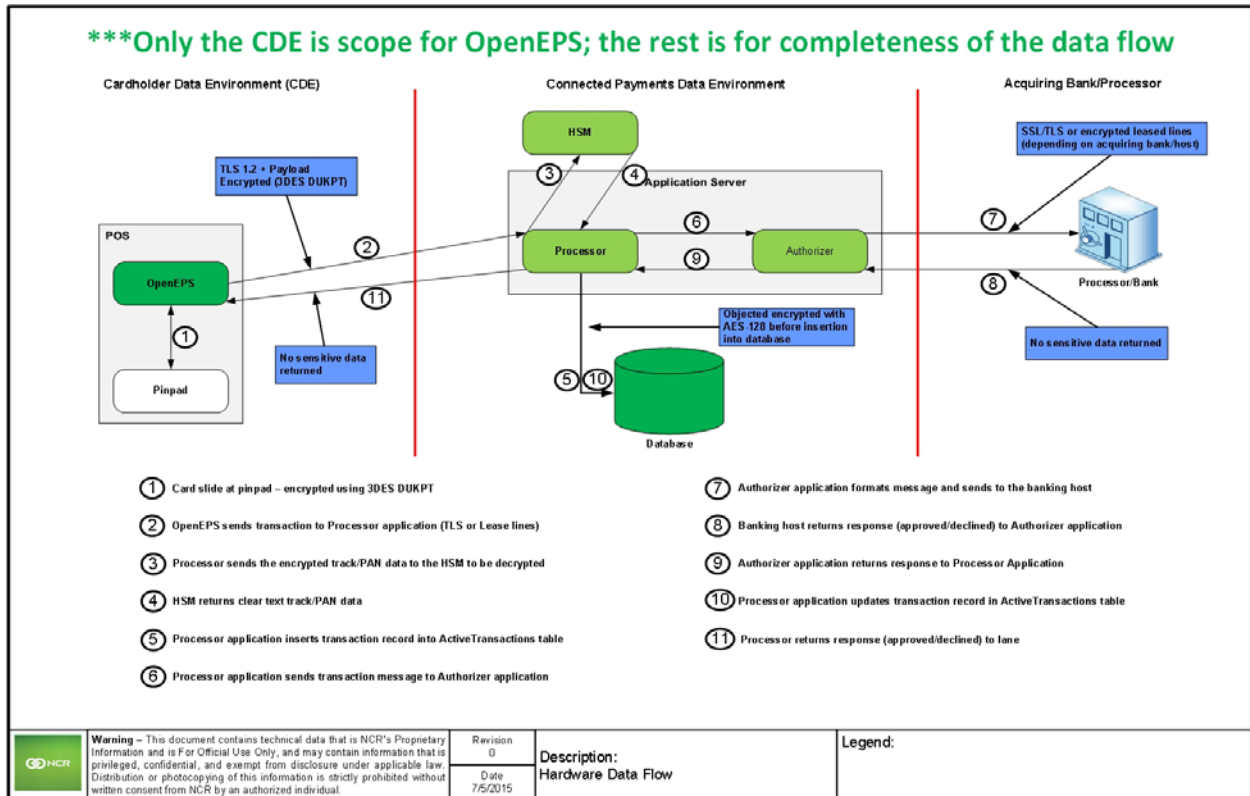 ***Only the CDE is scope for OpenEPS; the rest is for completeness of the data flow
Cardholder Data Environment (CDE)
Connected Payments Data Environment
Acquiring Bank/Processor
HSM
SSL/TLS or encrypted leased lines
(depending on acquiring bank/host)
TLS 1.2 + Payload
Encrypted (3DES DUKPT)
3
4
Application Server
POS
2
6
7
OpenEPS
Processor
Authorizer
9
8
Processor/Bank
11
1
Objected encrypted with
AES-128 before insertion
into database
No sensitive data
returned
No sensitive data returned
Pinpad
5
10
Database
1 Card slide at pinpad – encrypted using 3DES DUKPT
2 OpenEPS sends transaction to Processor application (TLS or Lease lines)
3 Processor sends the encrypted track/PAN data to the HSM to be decrypted
4 HSM returns clear text track/PAN data
5 Processor application inserts transaction record into ActiveTransactions table
6 Processor application sends transaction message to Authorizer application
7 Authorizer application formats message and sends to the banking host
8 Banking host returns response (approved/declined) to Authorizer application
9 Authorizer application returns response to Processor Application
10 Processor application updates transaction record in ActiveTransactions table
11 Processor returns response (approved/declined) to lane
NCR
Warning – This document contains technical data that is NCR's Proprietary
Information and is For Official Use Only, and may contain information that is
privileged, confidential, and exempt from disclosure under applicable law.
Distribution or photocopying of this information is strictly prohibited without
written consent from NCR by an authorized individual.
Revision
0
Date
7/5/2015
Description:
Hardware Data Flow
Legend: